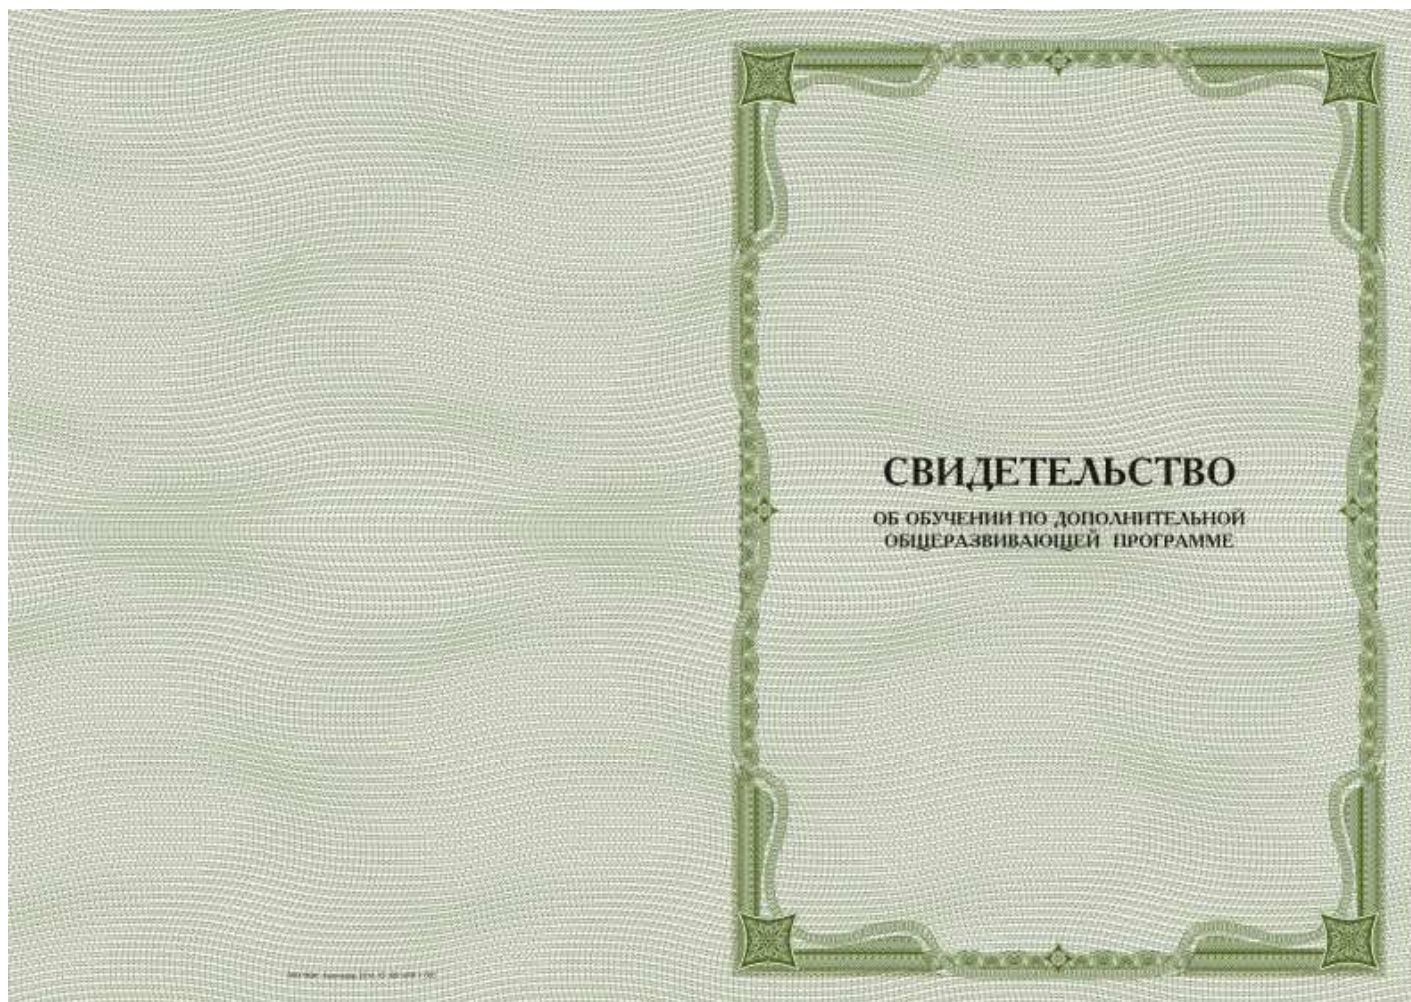 СВИДЕТЕЛЬСТВО
ОБ ОБУЧЕНИИ ПО ДОПОЛНИТЕЛЬНОЙ
ОБЩЕРАЗВИВАЮЩЕЙ ПРОГРАММЕ